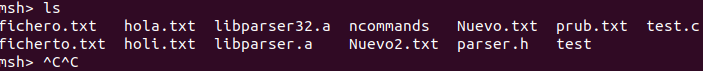 msh> ls
fichero.txt hola.txt libparser32.a ncommands Nuevo.txt prub.txt test.c
ficherto.txt holi.txt libparser.a Nuevo2.txt parser.h test
msh> ^C^C